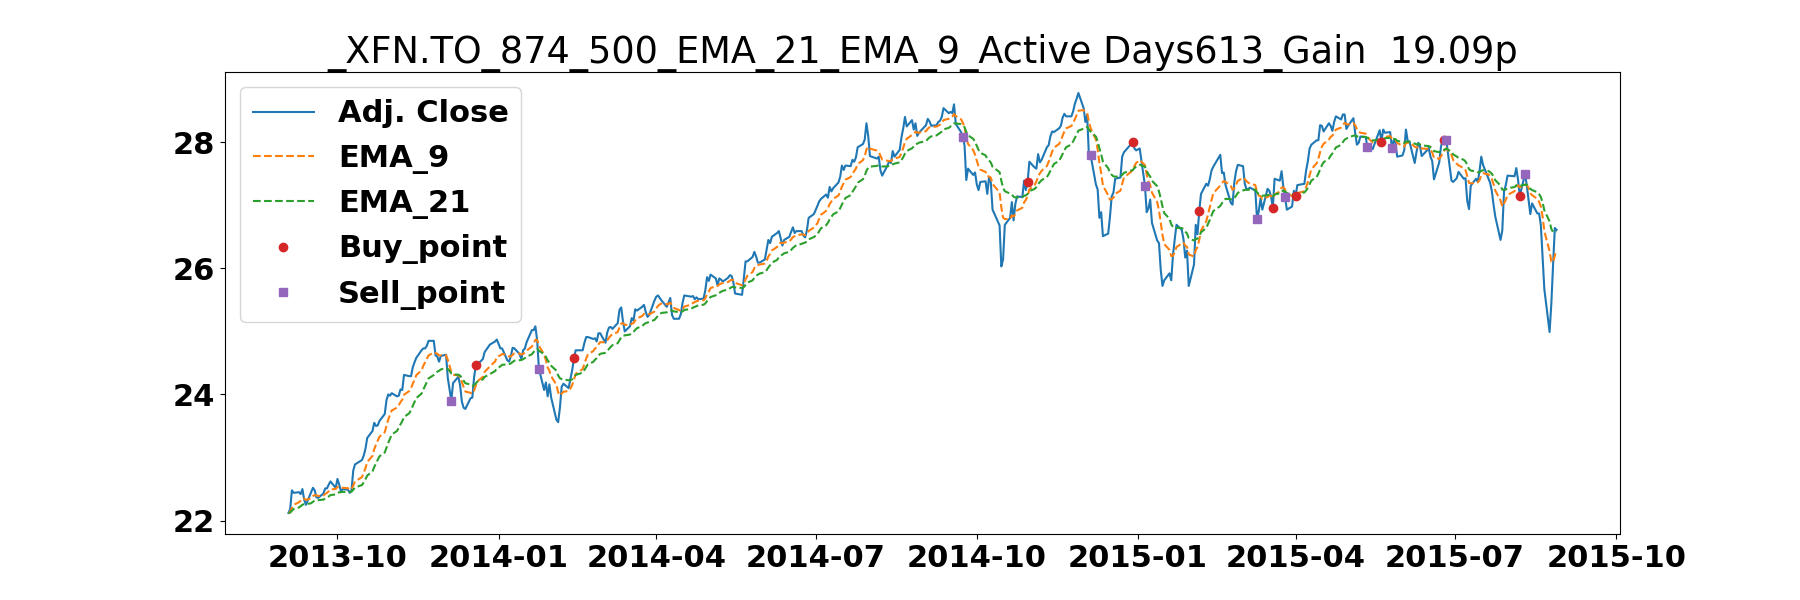 _XFN.TO_874_500_EMA_21_EMA_9_Active Days613_Gain  19.09p
Adj. Close
EMA_9
EMA_21
Buy_point
Sell_point
28
26
24
22
2013-10 2014-01 2014-04 2014-07 2014-10 2015-01 2015-04 2015-07 2015-10